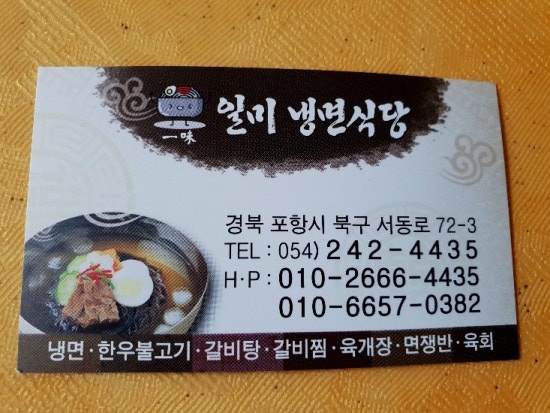 일미 냉면식당
一味
경북 포항시 북구 서동로 72-3
TEL : 054) 242-4435
H·P : 010-2666-4435
010-6657-0382
냉면·한우불고기·갈비탕·갈비찜·육개장·면쟁반·육회